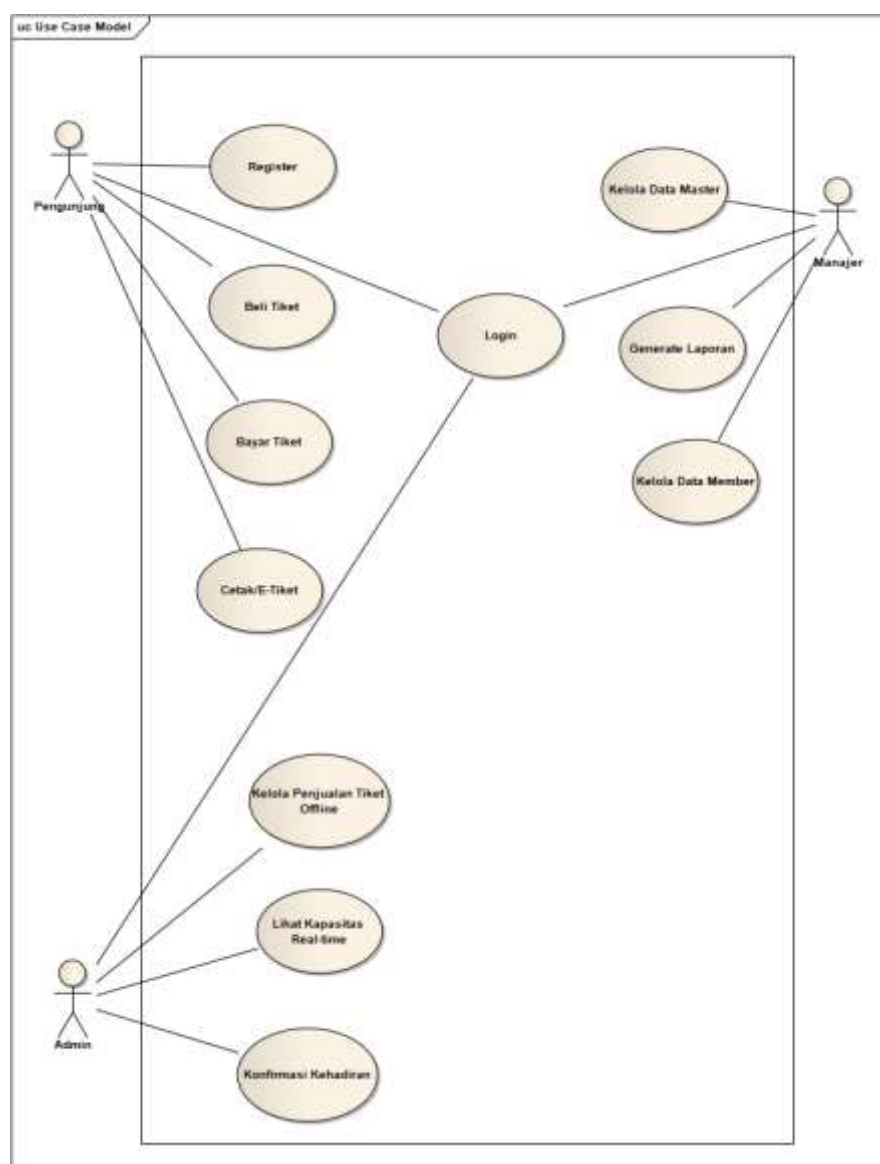 uc Use Case Model
Pengunjung
Register
Kelola Data Master
Manajer
Beli Tiket
Login
Generate Laporan
Bayar Tiket
Kelola Data Member
Cetak/E-Tiket
Kelola Penjualan Tiket
Offline
Likat Kapasitas
Real-time
Admin
Konfirmasi Kehadiran